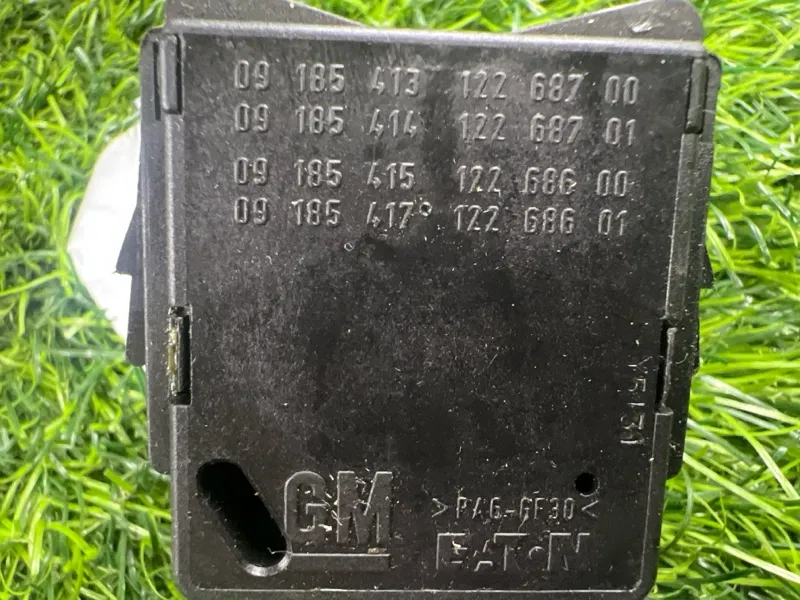 09 185 413 122 687 00
09 185 414 122 687 01
09 185 415 122 686 00
09 185 417° 122 686 01
GM
>PA6-GF30<
EATON